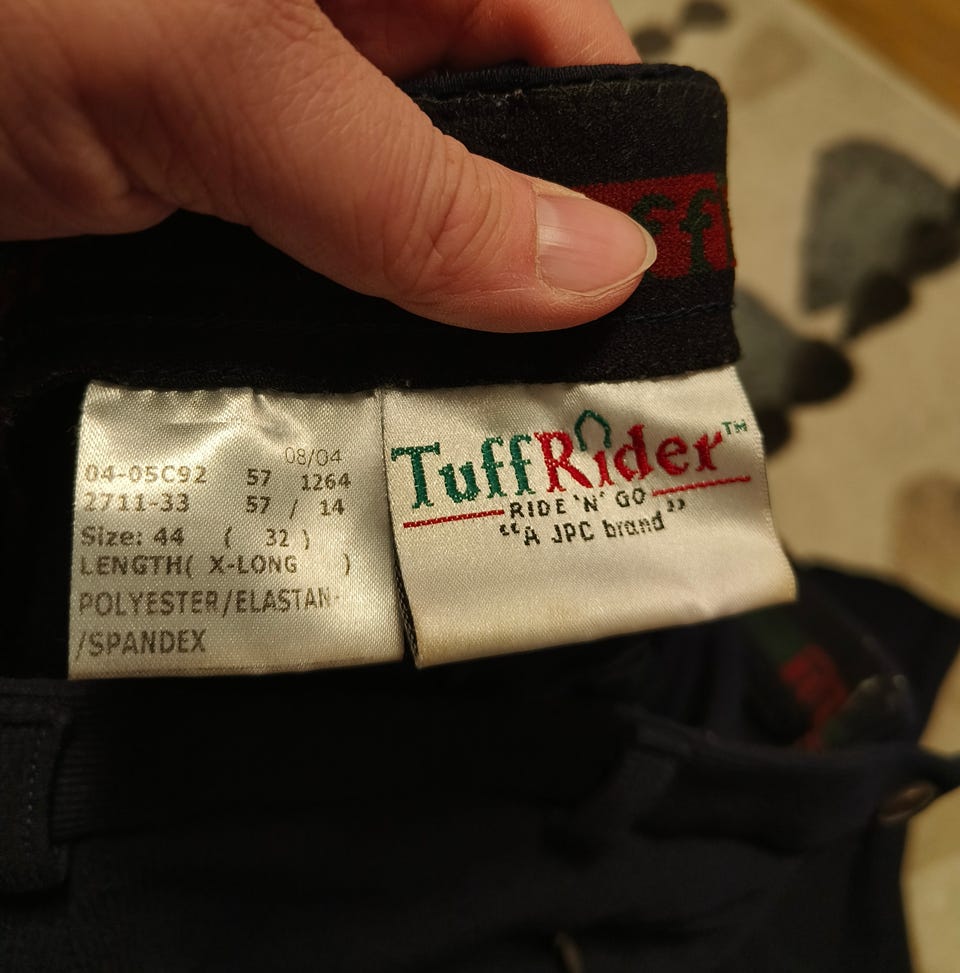 ff
08/04
04-05C92 57 1264
2711-33 57 / 14
Size: 44 ( 32 )
LENGTH( X-LONG )
POLYESTER/ELASTAN-
/SPANDEX
TuffRider™
RIDE 'N' GO
"A JPC brand"